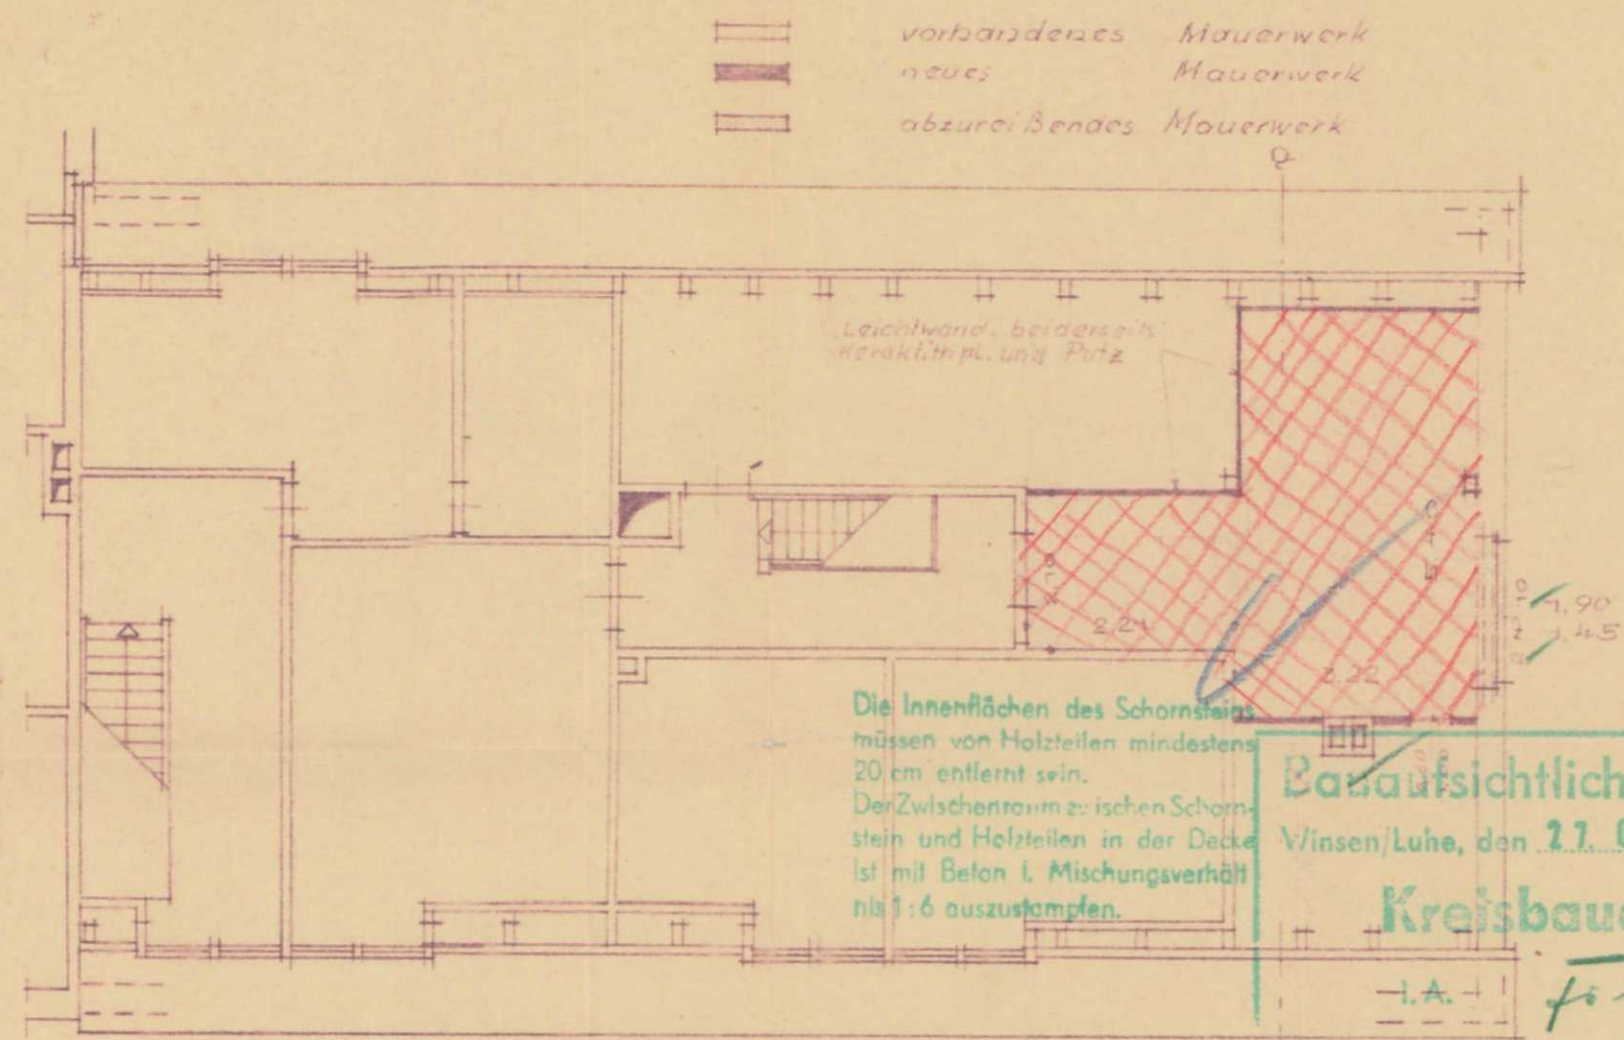 vorhandenes Mauerwerk
neues Mauerwerk
abzureißendes Mauerwerk
Leichtwand. beiderseits
Heraklithpl. und Putz
2.21
3.22
1.90
1.45
Die Innenflächen des Schornsteins
müssen von Holzteilen mindestens
20 cm entfernt sein.
Der Zwischenraum zwischen Schorn-
stein und Holzteilen in der Decke
ist mit Beton i. Mischungsverhält
nis 1:6 auszustampfen.
Bauaufsichtlich
Winsen/Luhe, den 27.
Kreisbau
I.A.